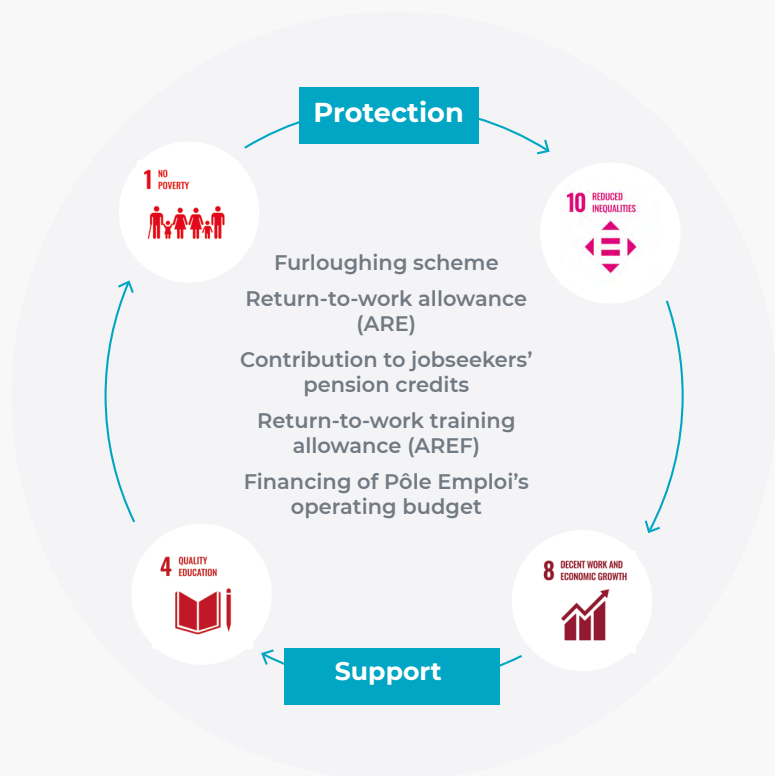 Protection
1 NO
POVERTY
10 REDUCED
INEQUALITIES
Furloughing scheme
Return-to-work allowance
(ARE)
Contribution to jobseekers’
pension credits
Return-to-work training
allowance (AREF)
Financing of Pôle Emploi’s
operating budget
4 QUALITY
EDUCATION
8 DECENT WORK AND
ECONOMIC GROWTH
Support